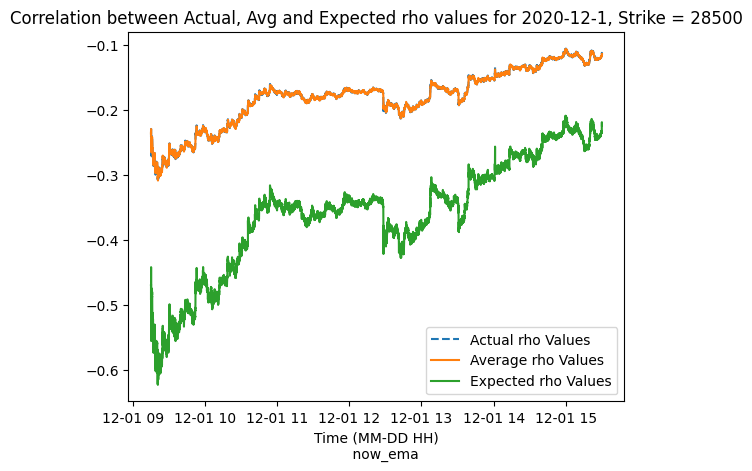 Correlation between Actual, Avg and Expected rho values for 2020-12-1, Strike = 28500
−0.1
−0.2
−0.3
−0.4
−0.5
−0.6
Actual rho Values
Average rho Values
Expected rho Values
12-01 09 12-01 10 12-01 11 12-01 12 12-01 13 12-01 14 12-01 15
Time (MM-DD HH)
now_ema